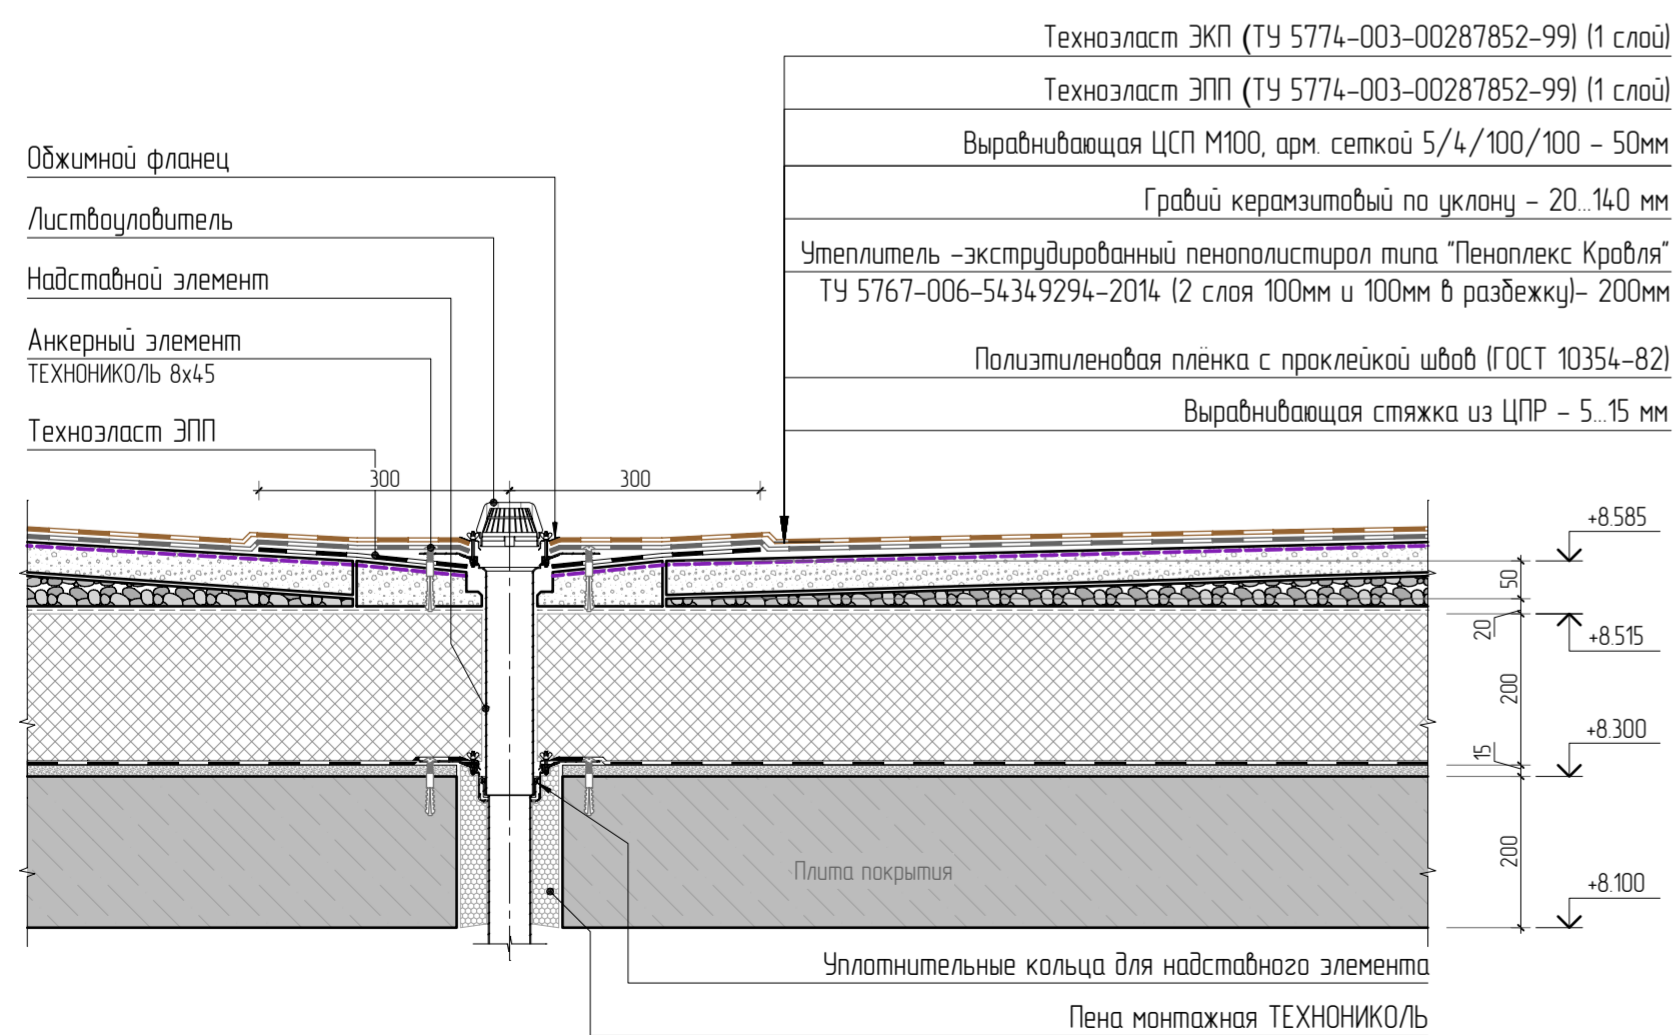 Техноэласт ЭКП (ТУ 5774-003-00287852-99) (1 слой)
Техноэласт ЭПП (ТУ 5774-003-00287852-99) (1 слой)
Выравнивающая ЦСП М100, арм. сеткой 5/4/100/100 - 50мм
Гравий керамзитовый по уклону - 20...140 мм
Утеплитель -экструдированный пенополистирол типа "Пеноплекс Кровля"
ТУ 5767-006-54349294-2014 (2 слоя 100мм и 100мм в разбежку)- 200мм
Полиэтиленовая плёнка с проклейкой швов (ГОСТ 10354-82)
Выравнивающая стяжка из ЦПР - 5...15 мм
Обжимной фланец
Листвоуловитель
Надставной элемент
Анкерный элемент
ТЕХНОНИКОЛЬ 8х45
Техноэласт ЭПП
300
300
+8.585
50
20
+8.515
200
+8.300
15
200
+8.100
Плита покрытия
Уплотнительные кольца для надставного элемента
Пена монтажная ТЕХНОНИКОЛЬ